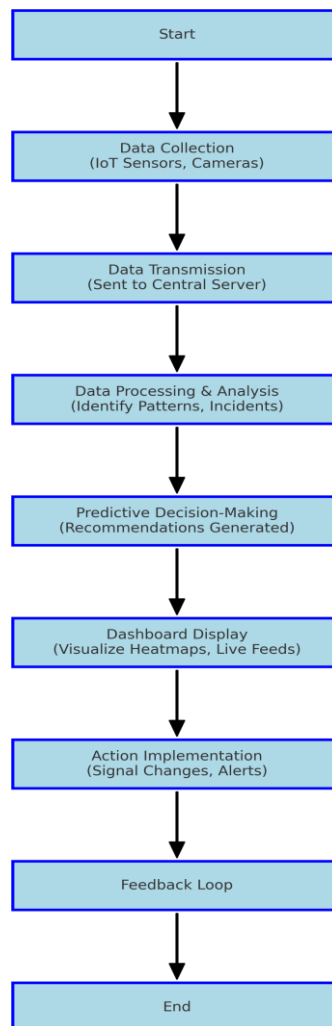 Start
Data Collection
(IoT Sensors, Cameras)
Data Transmission
(Sent to Central Server)
Data Processing & Analysis
(Identify Patterns, Incidents)
Predictive Decision-Making
(Recommendations Generated)
Dashboard Display
(Visualize Heatmaps, Live Feeds)
Action Implementation
(Signal Changes, Alerts)
Feedback Loop
End